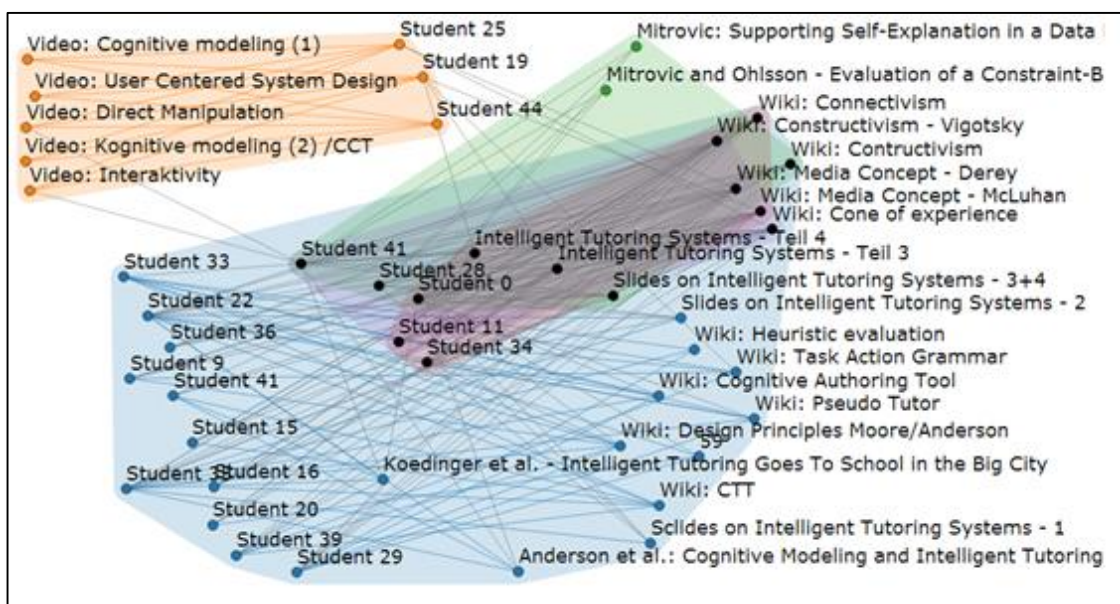 Student 25
Mitrovic: Supporting Self-Explanation in a Data
Video: Cognitive modeling (1)
Student 19
Video: User Centered System Design
Mitrovic and Ohlsson - Evaluation of a Constraint-B
Video: Direct Manipulation
Student 44
Wiki: Connectivism
Wiki: Constructivism - Vigotsky
Video: Kognitive modeling (2) /CCT
Wiki: Contructivism
Video: Interaktivity
Wiki: Media Concept - Derey
Wiki: Media Concept - McLuhan
Wiki: Cone of experience
Intelligent Tutoring Systems - Teil 4
Student 41
Intelligent Tutoring Systems - Teil 3
Student 33
Student 28
Student 0
Slides on Intelligent Tutoring Systems - 3+4
Student 22
Slides on Intelligent Tutoring Systems - 2
Student 36
Student 11
Wiki: Heuristic evaluation
Student 34
Student 9
Wiki: Task Action Grammar
Student 41
Wiki: Cognitive Authoring Tool
Wiki: Pseudo Tutor
Student 15
Wiki: Design Principles Moore/Anderson
59
Student
Student 16
Koedinger et al. - Intelligent Tutoring Goes To School in the Big City
Wiki: CTT
Student 20
Student 39
Sclides on Intelligent Tutoring Systems - 1
Student 29
Anderson et al.: Cognitive Modeling and Intelligent Tutoring